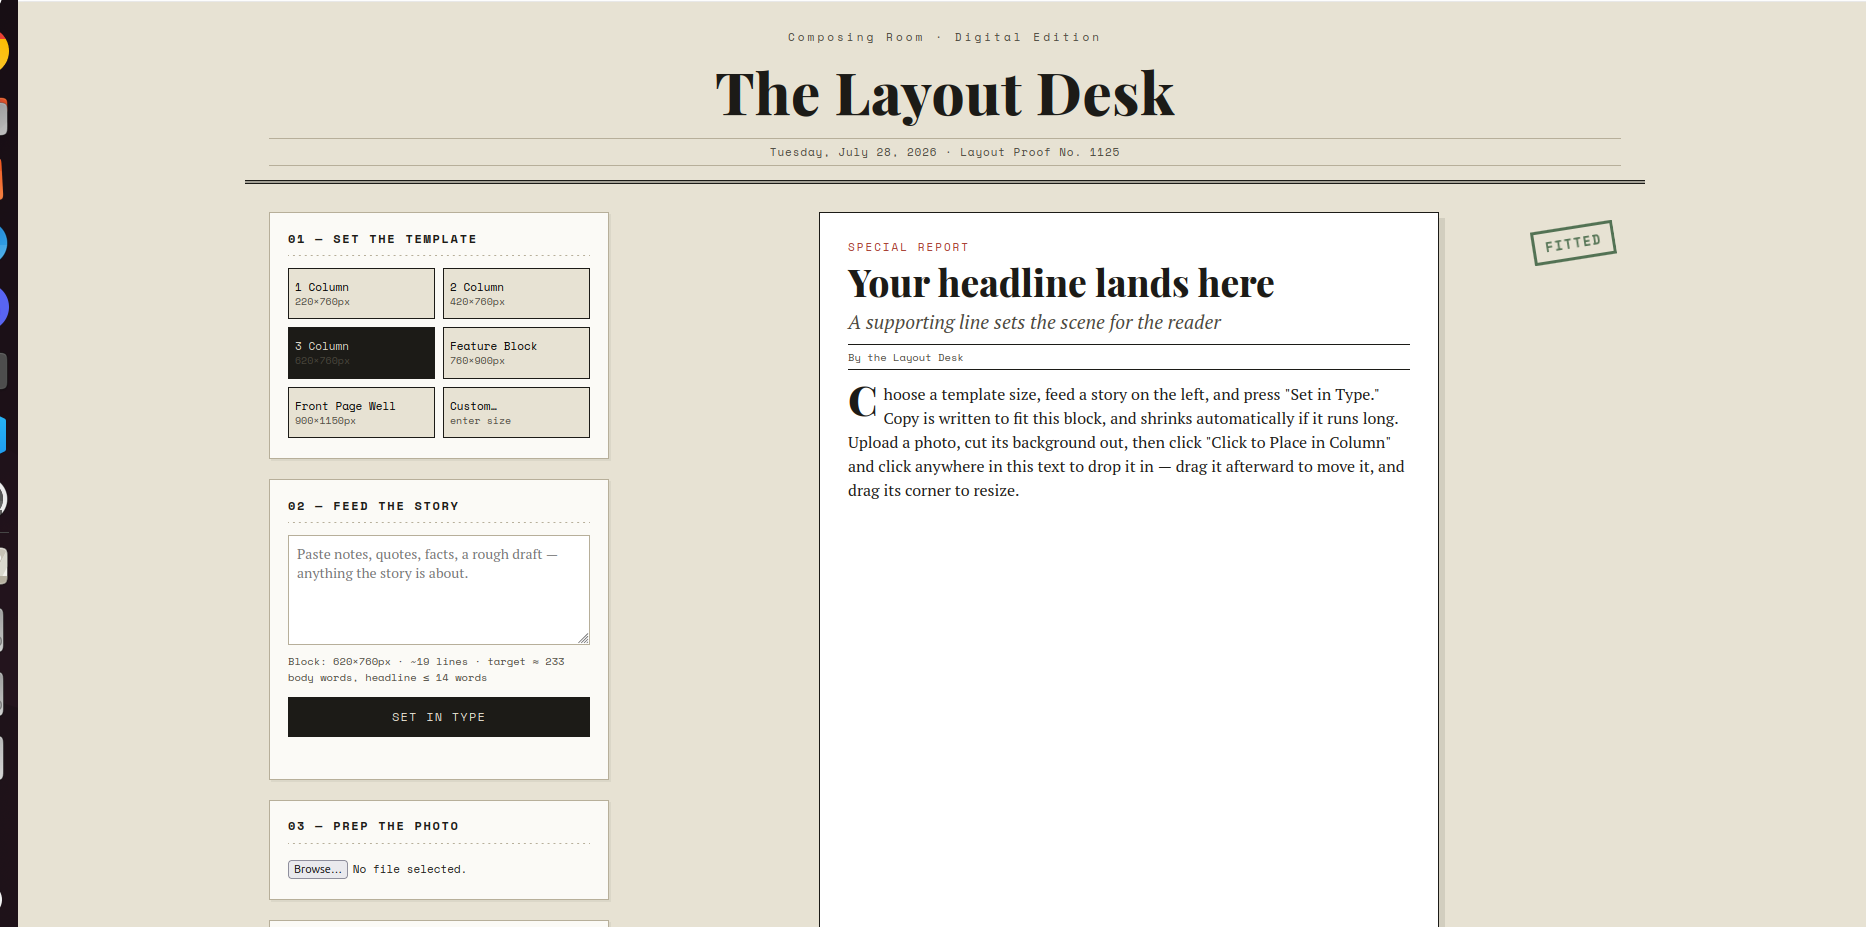 Composing Room · Digital Edition
The Layout Desk
Tuesday, July 28, 2026 · Layout Proof No. 1125
01 — SET THE TEMPLATE
1 Column
220×760px
2 Column
420×760px
3 Column
620×760px
Feature Block
760×900px
Front Page Well
900×1150px
Custom…
enter size
02 — FEED THE STORY
Paste notes, quotes, facts, a rough draft —
anything the story is about.
Block: 620×760px · ~19 lines · target ≈ 233
body words, headline ≤ 14 words
SET IN TYPE
03 — PREP THE PHOTO
Browse… No file selected.
SPECIAL REPORT
Your headline lands here
A supporting line sets the scene for the reader
By the Layout Desk
Choose a template size, feed a story on the left, and press "Set in Type."
Copy is written to fit this block, and shrinks automatically if it runs long.
Upload a photo, cut its background out, then click "Click to Place in Column"
and click anywhere in this text to drop it in — drag it afterward to move it, and
drag its corner to resize.
FITTED